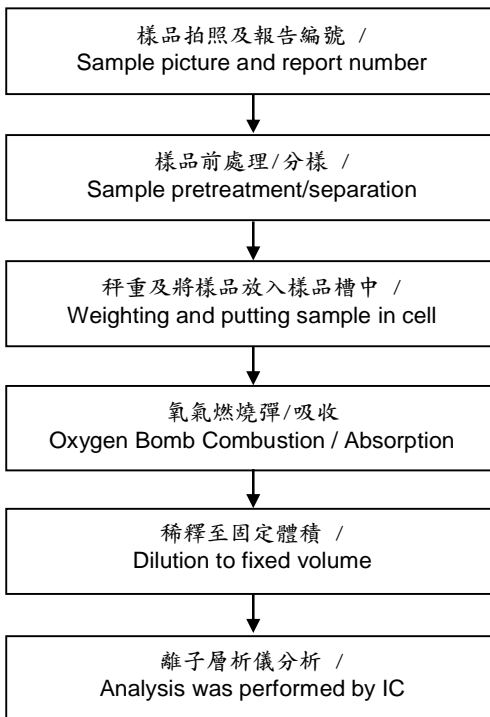 樣品拍照及報告編號 /
Sample picture and report number
樣品前處理/分樣 /
Sample pretreatment/separation
秤重及將樣品放入樣品槽中 /
Weighting and putting sample in cell
氧氣燃燒彈/吸收
Oxygen Bomb Combustion / Absorption
稀釋至固定體積 /
Dilution to fixed volume
離子層析儀分析 /
Analysis was performed by IC